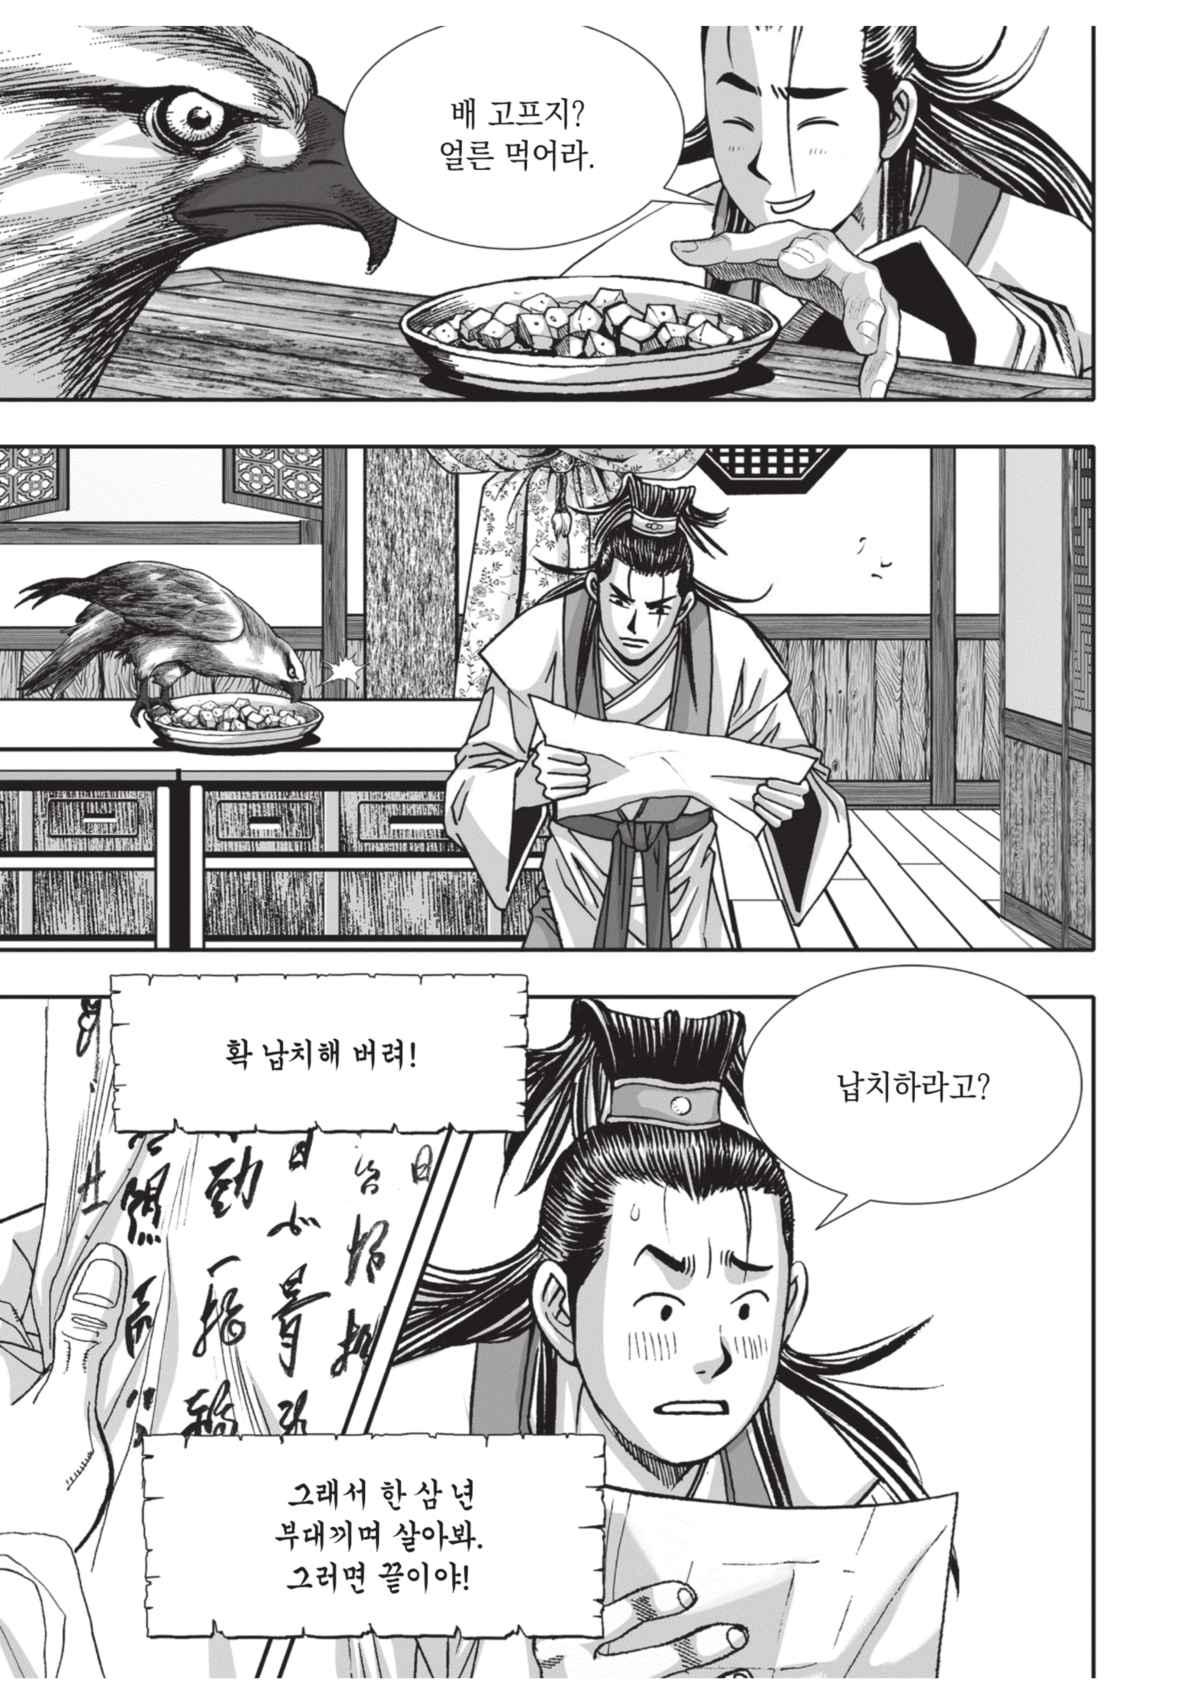 배 고프지?
얼른 먹어라.
확 납치해 버려!
납치하라고?
그래서 한 삼 년
부대끼며 살아봐.
그러면 끝이야!